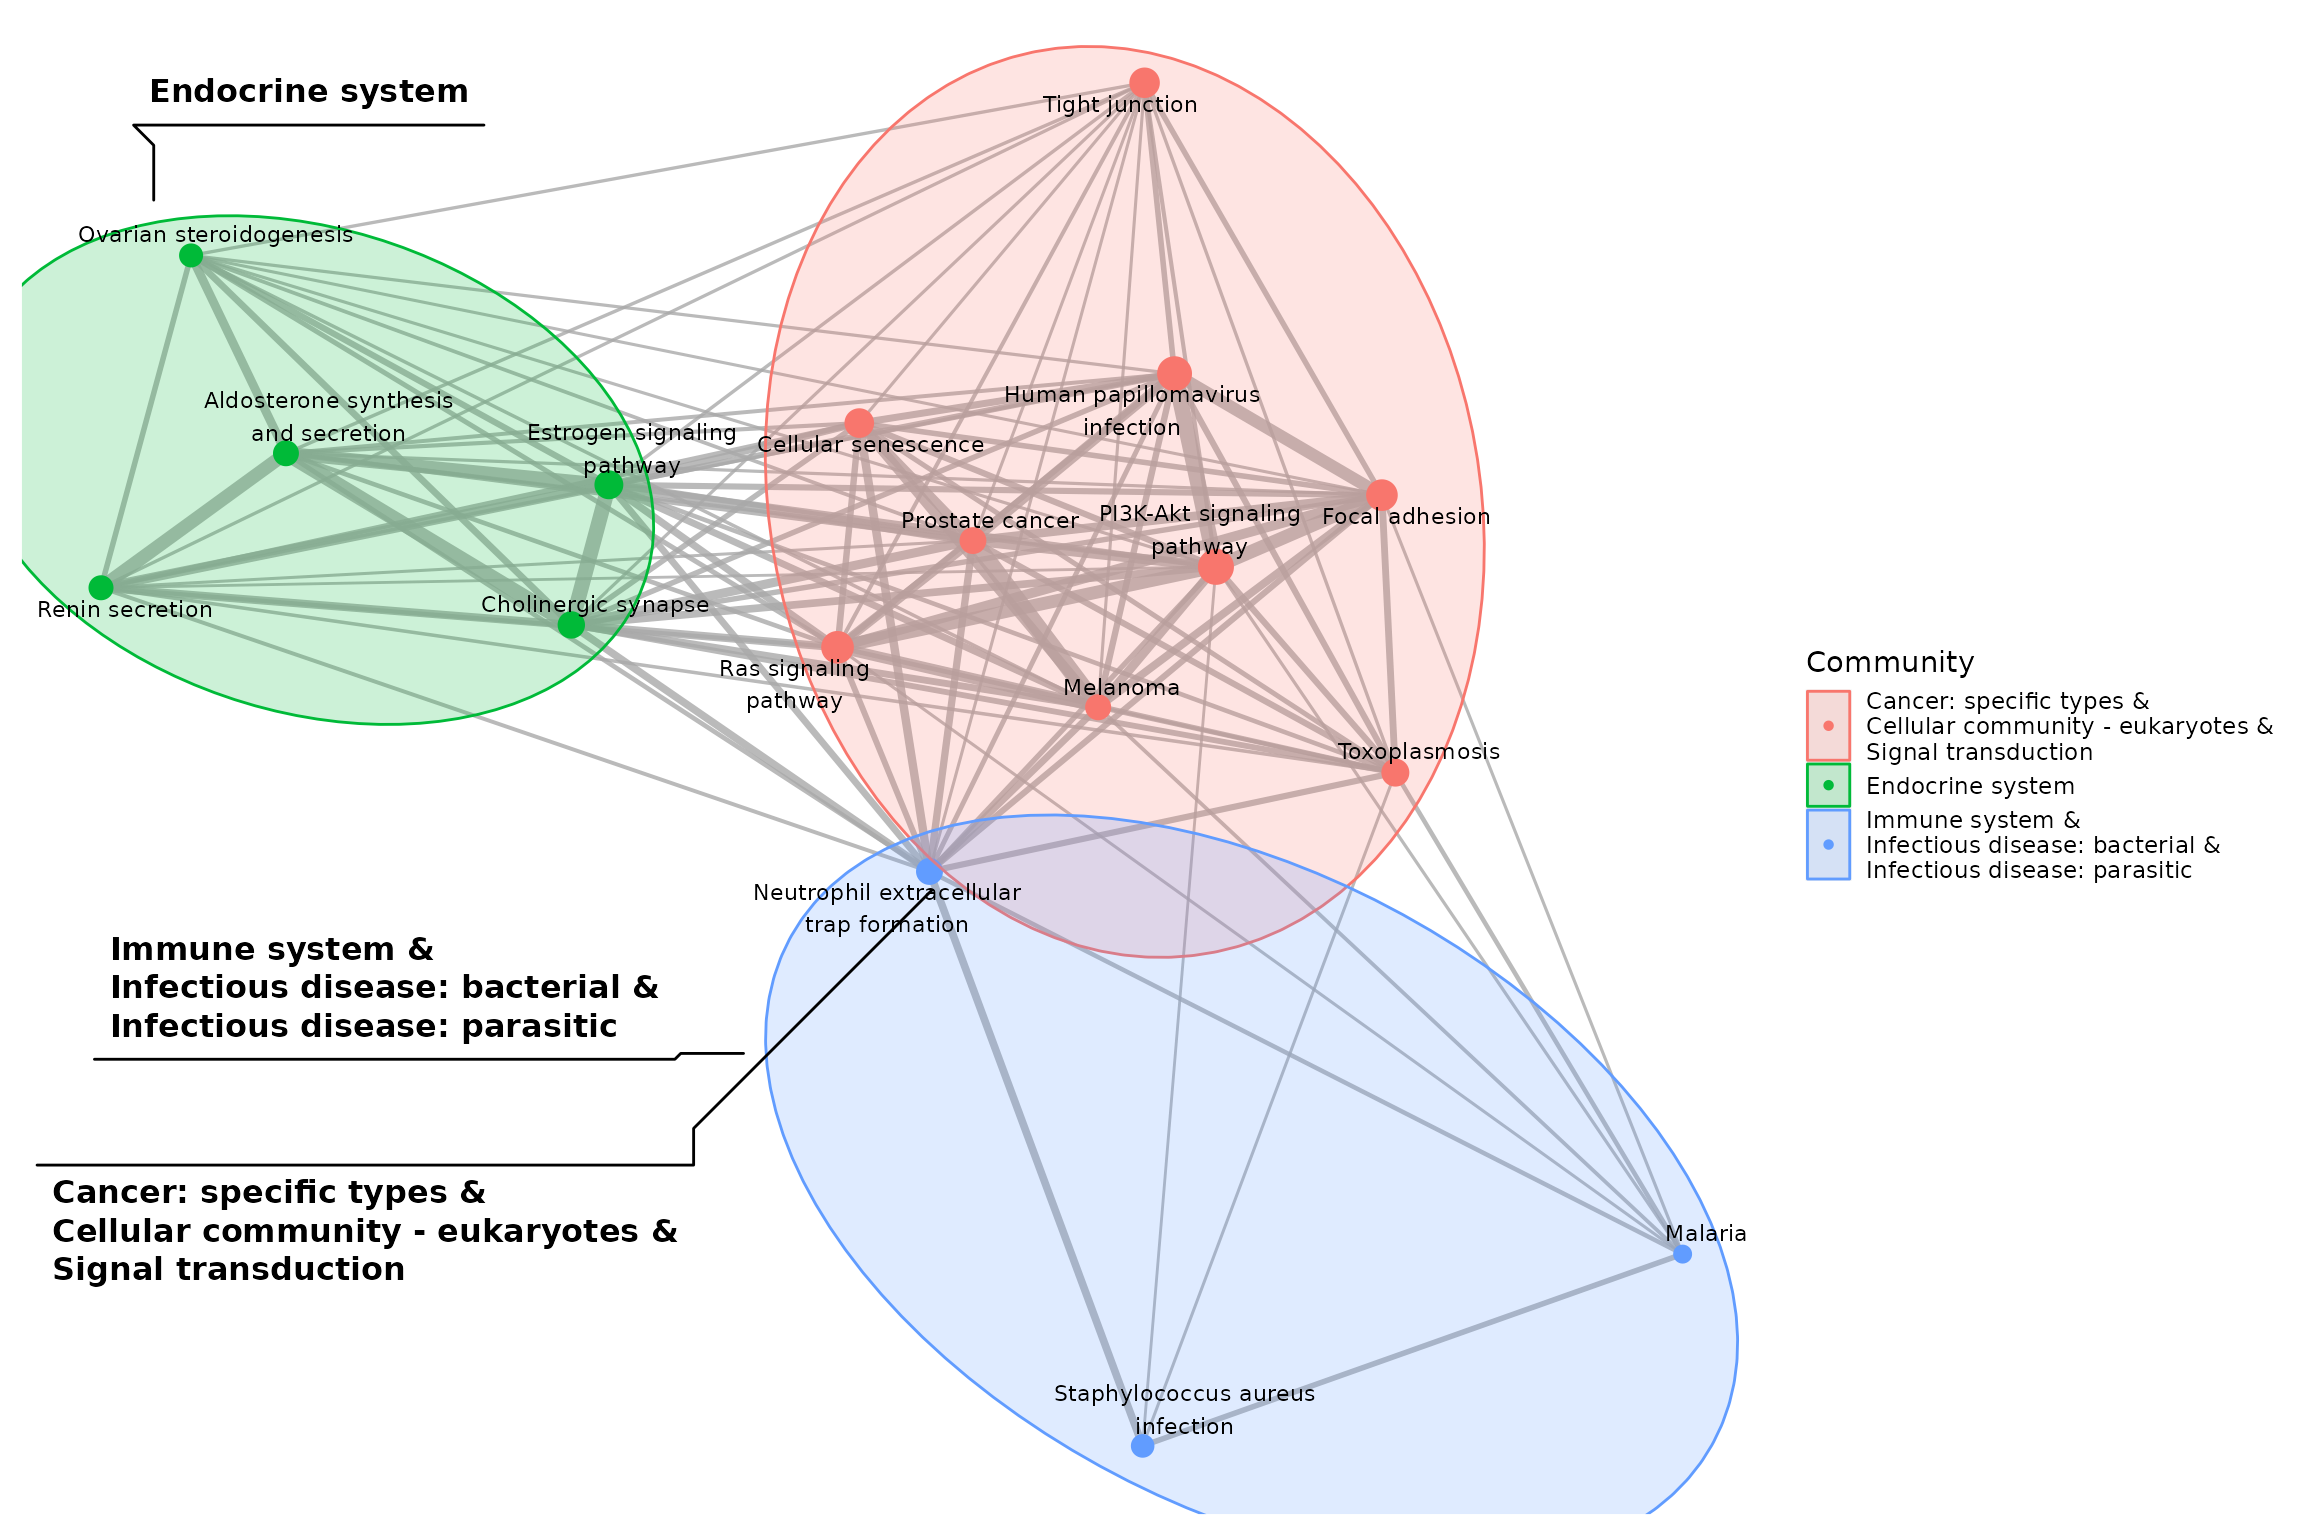 Endocrine system
Tight junction
Ovarian steroidogenesis
Aldosterone synthesis
and secretion
Estrogen signaling
pathway
Cellular senescence
Human papillomavirus
infection
Prostate cancer
PI3K-Akt signaling
pathway
Focal adhesion
Renin secretion
Cholinergic synapse
Ras signaling
pathway
Melanoma
Toxoplasmosis
Neutrophil extracellular
trap formation
Immune system &
Infectious disease: bacterial &
Infectious disease: parasitic
Cancer: specific types &
Cellular community - eukaryotes &
Signal transduction
Malaria
Staphylococcus aureus
infection
Community
Cancer: specific types &
Cellular community - eukaryotes &
Signal transduction
Endocrine system
Immune system &
Infectious disease: bacterial &
Infectious disease: parasitic